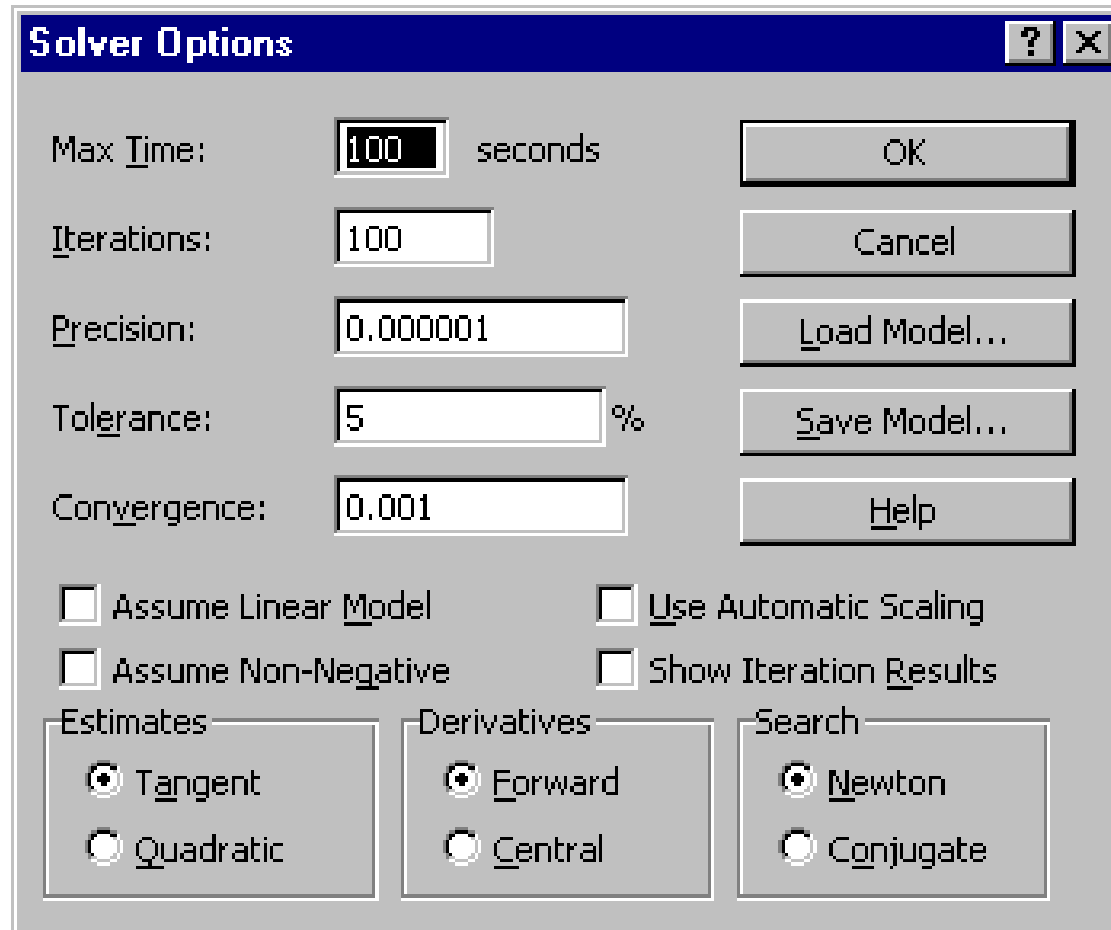 Solver Options ? X
Max Time: 100 seconds OK
Iterations: 100 Cancel
Precision: 0.000001 Load Model...
Tolerance: 5 % Save Model...
Convergence: 0.001 Help
Assume Linear Model Use Automatic Scaling
Assume Non-Negative Show Iteration Results
Estimates Derivatives Search
Tangent Forward Newton
Quadratic Central Conjugate